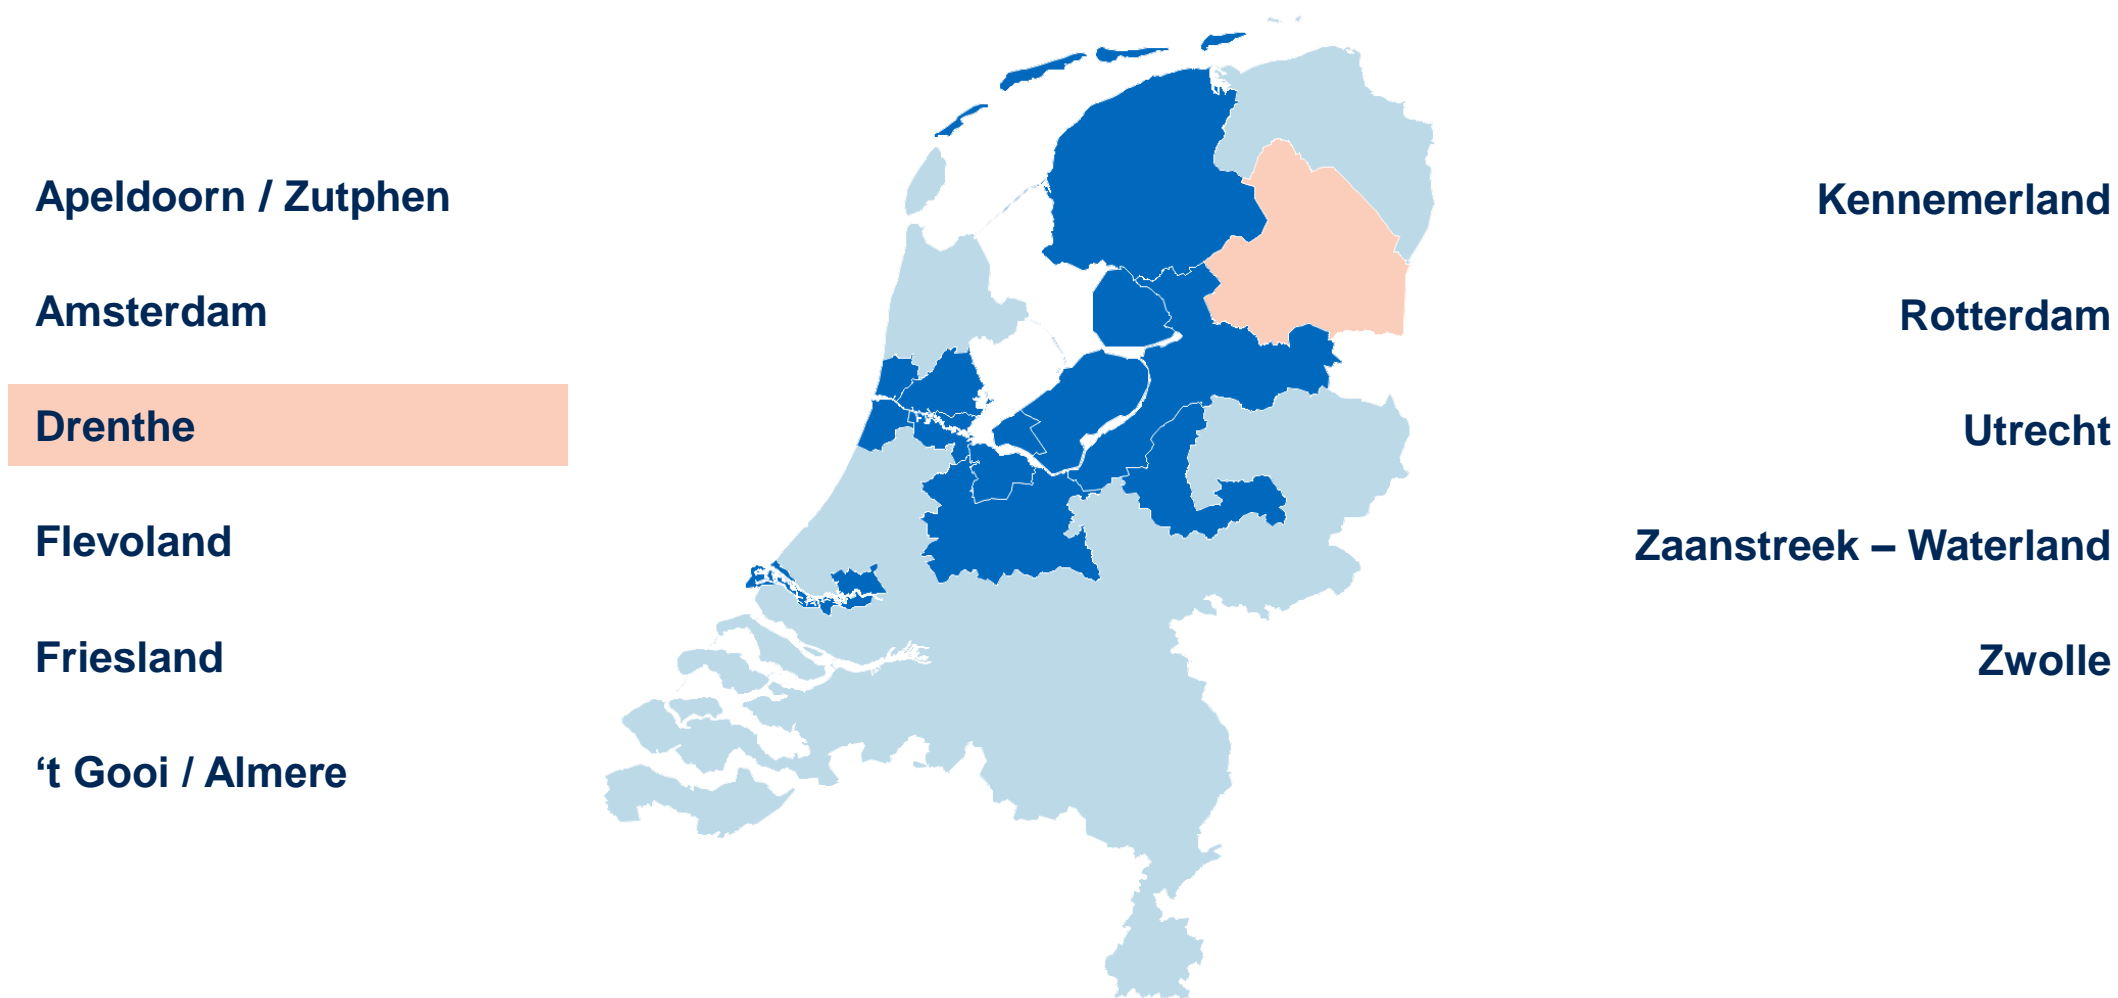 Apeldoorn / Zutphen
Amsterdam
Drenthe
Flevoland
Friesland
‘t Gooi / Almere
Kennemerland
Rotterdam
Utrecht
Zaanstreek – Waterland
Zwolle